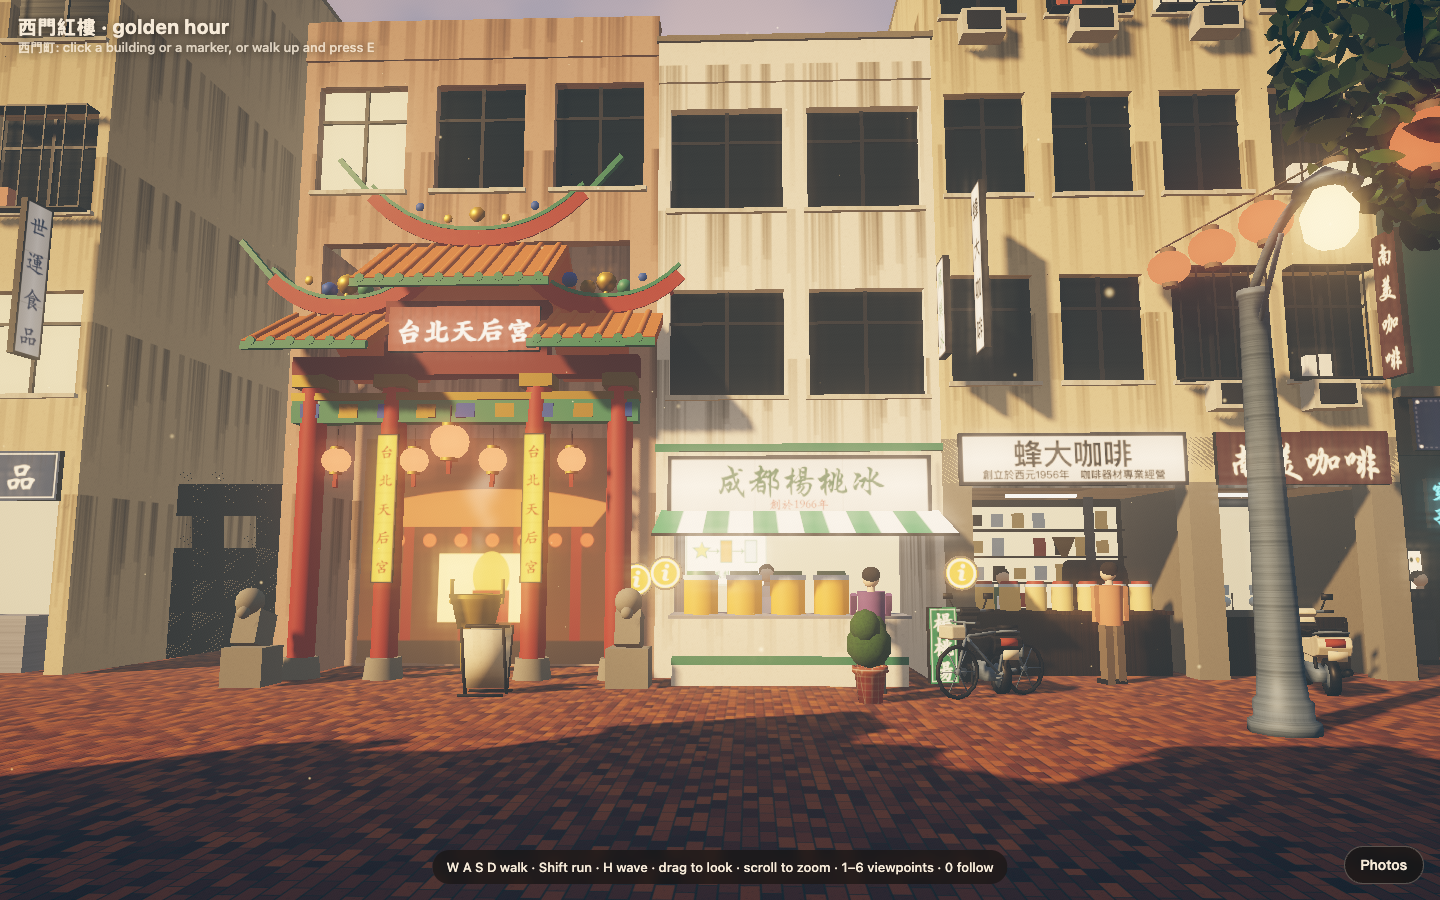 西門紅樓 · golden hour
西門町: click a building or a marker, or walk up and press E
世運食品
品
台北天后宮
台北天后宮
台北天后宮
成都楊桃冰
創於1966年
蜂大咖啡
創立於西元1956年 咖啡器材專業經營
南美咖啡
南美咖啡
W A S D walk · Shift run · H wave · drag to look · scroll to zoom · 1–6 viewpoints · 0 follow
Photos